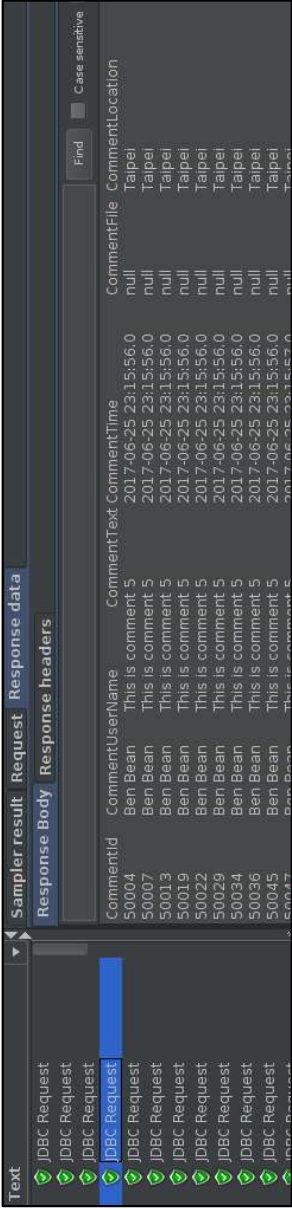 Text
JDBC Request
JDBC Request
JDBC Request
JDBC Request
JDBC Request
JDBC Request
JDBC Request
JDBC Request
JDBC Request
JDBC Request
JDBC Request
JDBC Request
Sampler result Request Response data
Response Body Response headers
Find Case sensitive
CommentId CommentUserName CommentText CommentTime CommentFile CommentLocation
50004 Ben Bean This is comment 5 2017-06-25 23:15:56.0 null Taipei
50007 Ben Bean This is comment 5 2017-06-25 23:15:56.0 null Taipei
50013 Ben Bean This is comment 5 2017-06-25 23:15:56.0 null Taipei
50019 Ben Bean This is comment 5 2017-06-25 23:15:56.0 null Taipei
50022 Ben Bean This is comment 5 2017-06-25 23:15:56.0 null Taipei
50029 Ben Bean This is comment 5 2017-06-25 23:15:56.0 null Taipei
50034 Ben Bean This is comment 5 2017-06-25 23:15:56.0 null Taipei
50036 Ben Bean This is comment 5 2017-06-25 23:15:56.0 null Taipei
50045 Ben Bean This is comment 5 2017-06-25 23:15:56.0 null Taipei